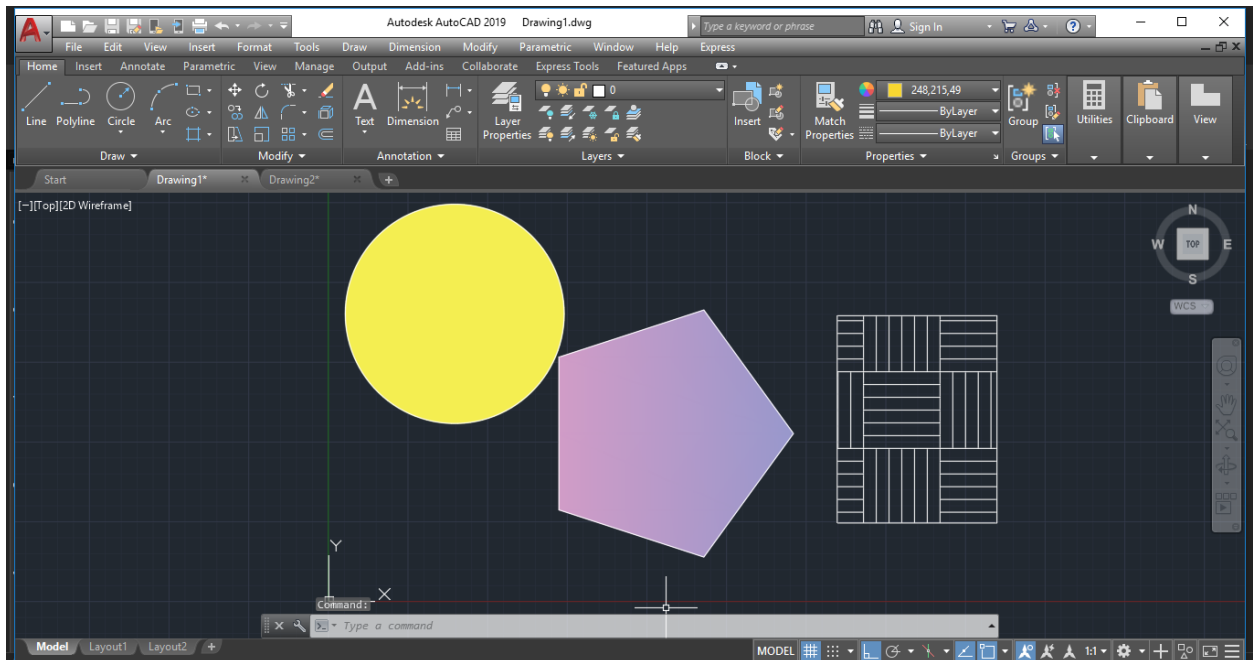 Autodesk AutoCAD 2019 Drawing1.dwg Type a keyword or phrase Sign In
File Edit View Insert Format Tools Draw Dimension Modify Parametric Window Help Express
Home Insert Annotate Parametric View Manage Output Add-ins Collaborate Express Tools Featured Apps
0 248,215,49
ByLayer
Line Polyline Circle Arc Text Dimension Layer Properties Insert Match Properties Group Utilities Clipboard View
ByLayer
Draw Modify Annotation Layers Block Properties Groups
Start Drawing1* Drawing2*
[−][Top][2D Wireframe]
N
W TOP E
S
WCS
Y
X
Command:
Type a command
Model Layout1 Layout2 +
MODEL 1:1